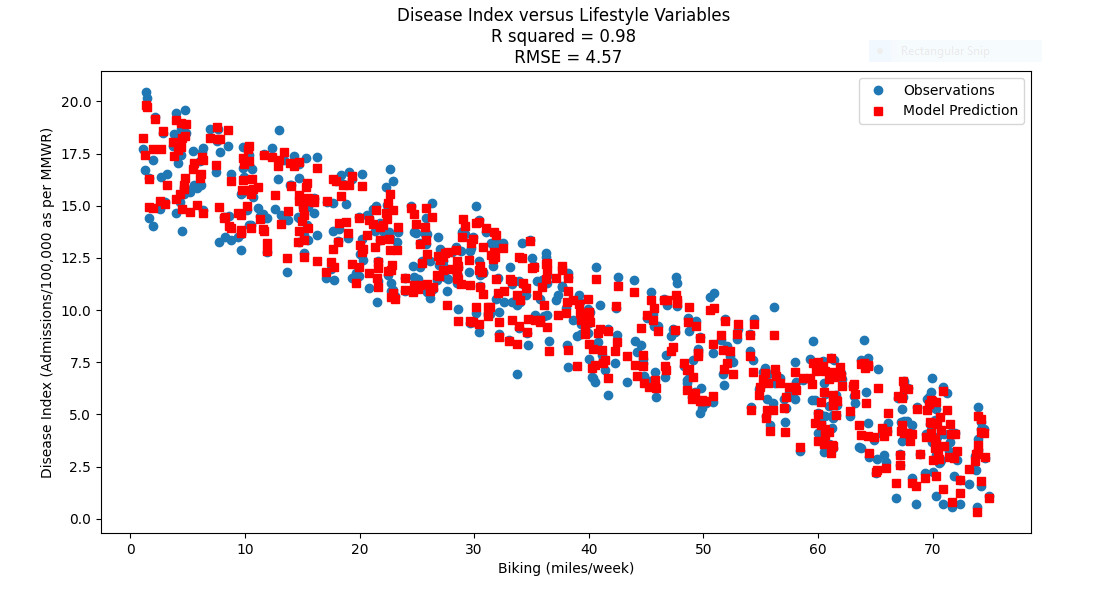 Disease Index versus Lifestyle Variables
R squared = 0.98
RMSE = 4.57
Rectangular Snip
Observations
Model Prediction
Disease Index (Admissions/100,000 as per MMWR)
20.0
17.5
15.0
12.5
10.0
7.5
5.0
2.5
0.0
0 10 20 30 40 50 60 70
Biking (miles/week)